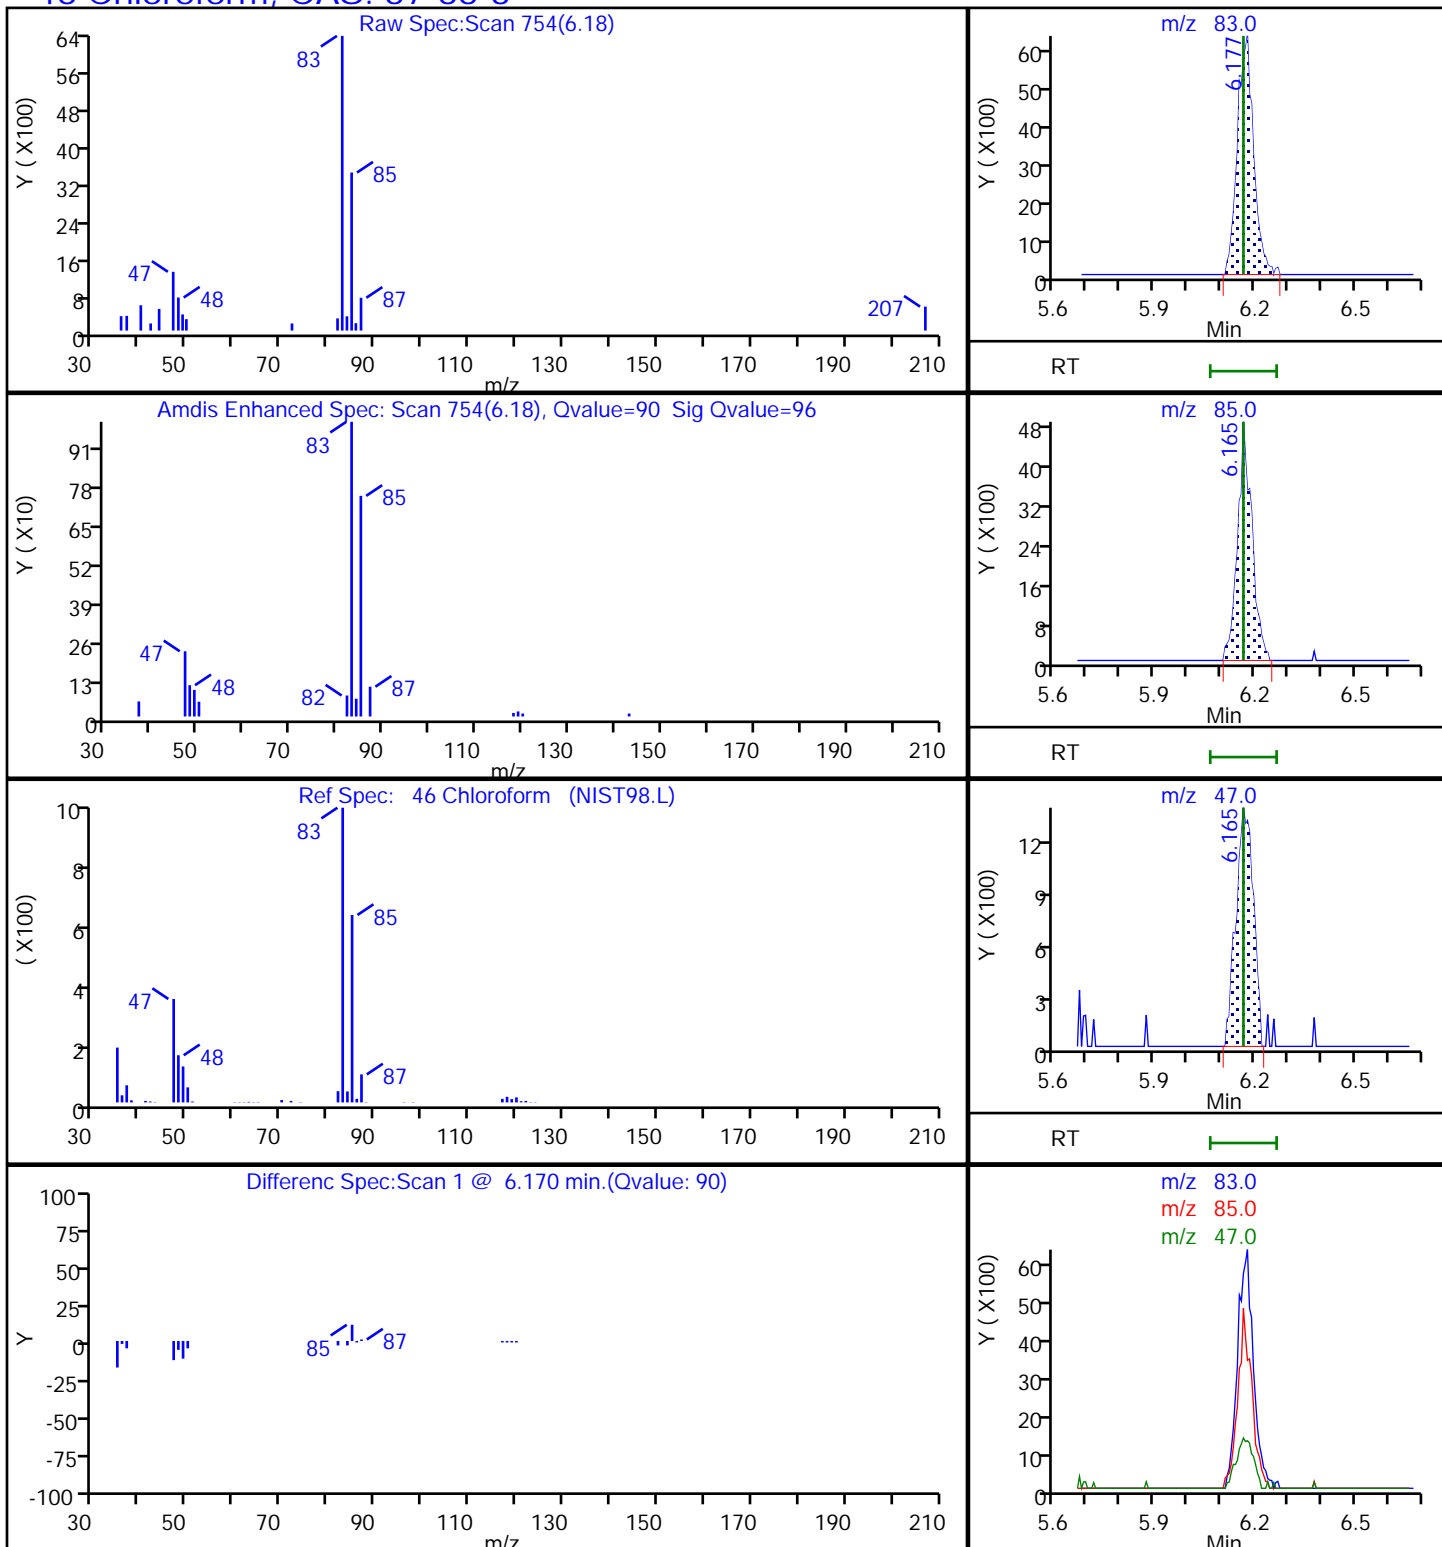 46 Chloroform, CAS: 67-66-3
Raw Spec:Scan 754(6.18)
Y ( X100)
64
56
48
40
32
24
16
8
0
83
85
47
48
87
207
30 50 70 90 110 130 150 170 190 210
m/z
m/z 83.0
Y ( X100)
60
50
40
30
20
10
0
6.177
5.6 5.9 6.2 6.5
Min
RT
Amdis Enhanced Spec: Scan 754(6.18), Qvalue=90 Sig Qvalue=96
Y ( X10)
91
78
65
52
39
26
13
0
83
85
47
48
82
87
30 50 70 90 110 130 150 170 190 210
m/z
m/z 85.0
Y ( X100)
48
40
32
24
16
8
0
6.165
5.6 5.9 6.2 6.5
Min
RT
Ref Spec: 46 Chloroform (NIST98.L)
( X100)
10
8
6
4
2
0
83
85
47
48
87
30 50 70 90 110 130 150 170 190 210
m/z
m/z 47.0
Y ( X100)
12
9
6
3
0
6.165
5.6 5.9 6.2 6.5
Min
RT
Differenc Spec:Scan 1 @ 6.170 min.(Qvalue: 90)
Y
100
75
50
25
0
-25
-50
-75
-100
85
87
30 50 70 90 110 130 150 170 190 210
m/z
m/z 83.0
m/z 85.0
m/z 47.0
Y ( X100)
60
50
40
30
20
10
0
5.6 5.9 6.2 6.5
Min